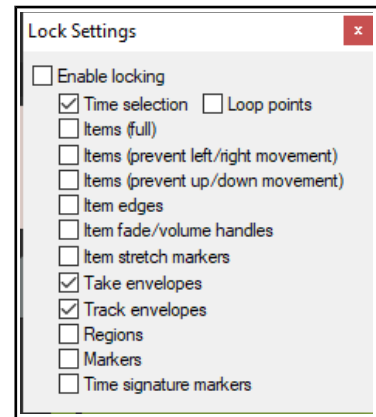 Lock Settings
x
Enable locking
Time selection Loop points
Items (full)
Items (prevent left/right movement)
Items (prevent up/down movement)
Item edges
Item fade/volume handles
Item stretch markers
Take envelopes
Track envelopes
Regions
Markers
Time signature markers